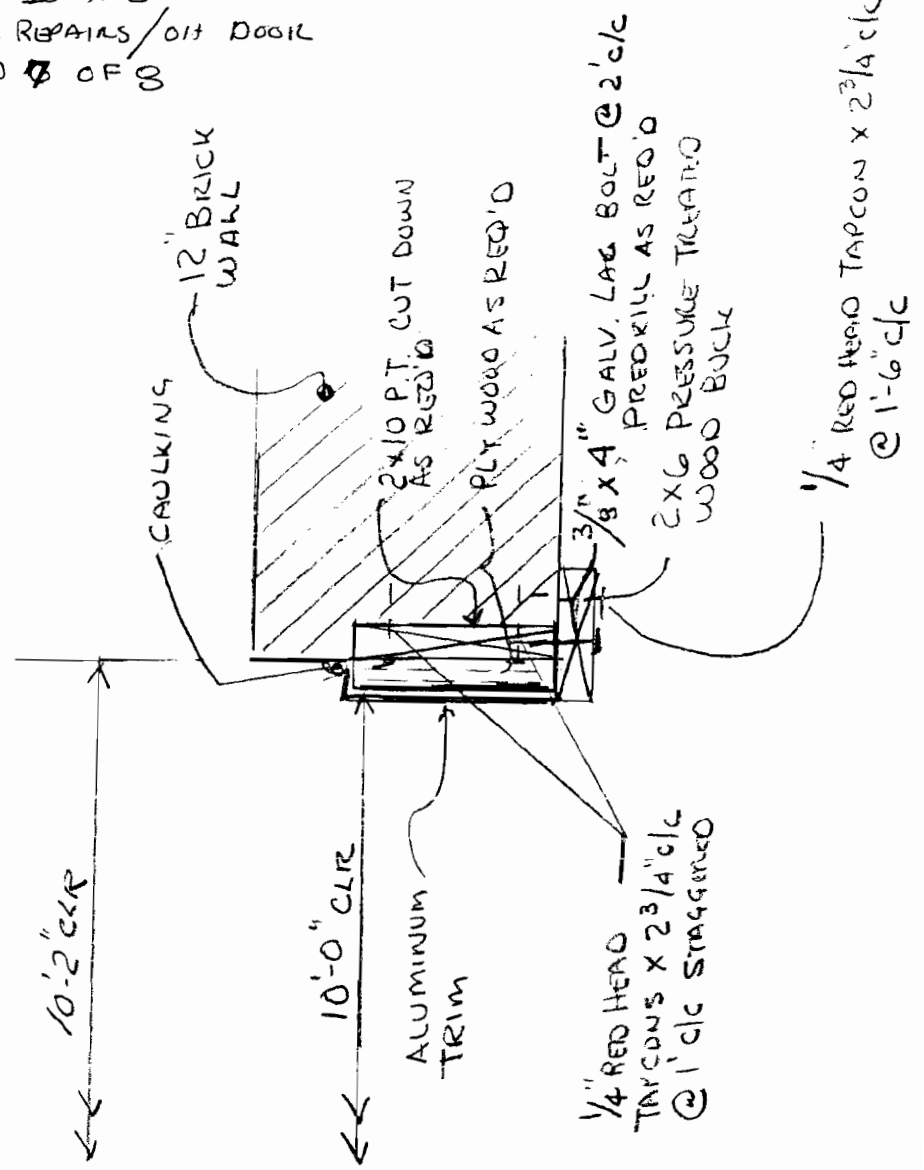 REPAIRS/OH DOOR
7 OF 8
12" BRICK
WALL
CAULKING
2x10 P.T. CUT DOWN
AS REQ'D
PLYWOOD AS REQ'D
3/8" X 4" GALV. LAG BOLT @ 2' c/c
PREDRILL AS REQ'D
2X6 PRESSURE TREATED
WOOD BUCK
1/4" RED HEAD TAPCON X 2 3/4" c/c
@ 1'-6" c/c
10'-2" CLR
10'-0" CLR
ALUMINUM
TRIM
1/4" RED HEAD
TAPCONS X 2 3/4" c/c
@ 1' c/c STAGGERED